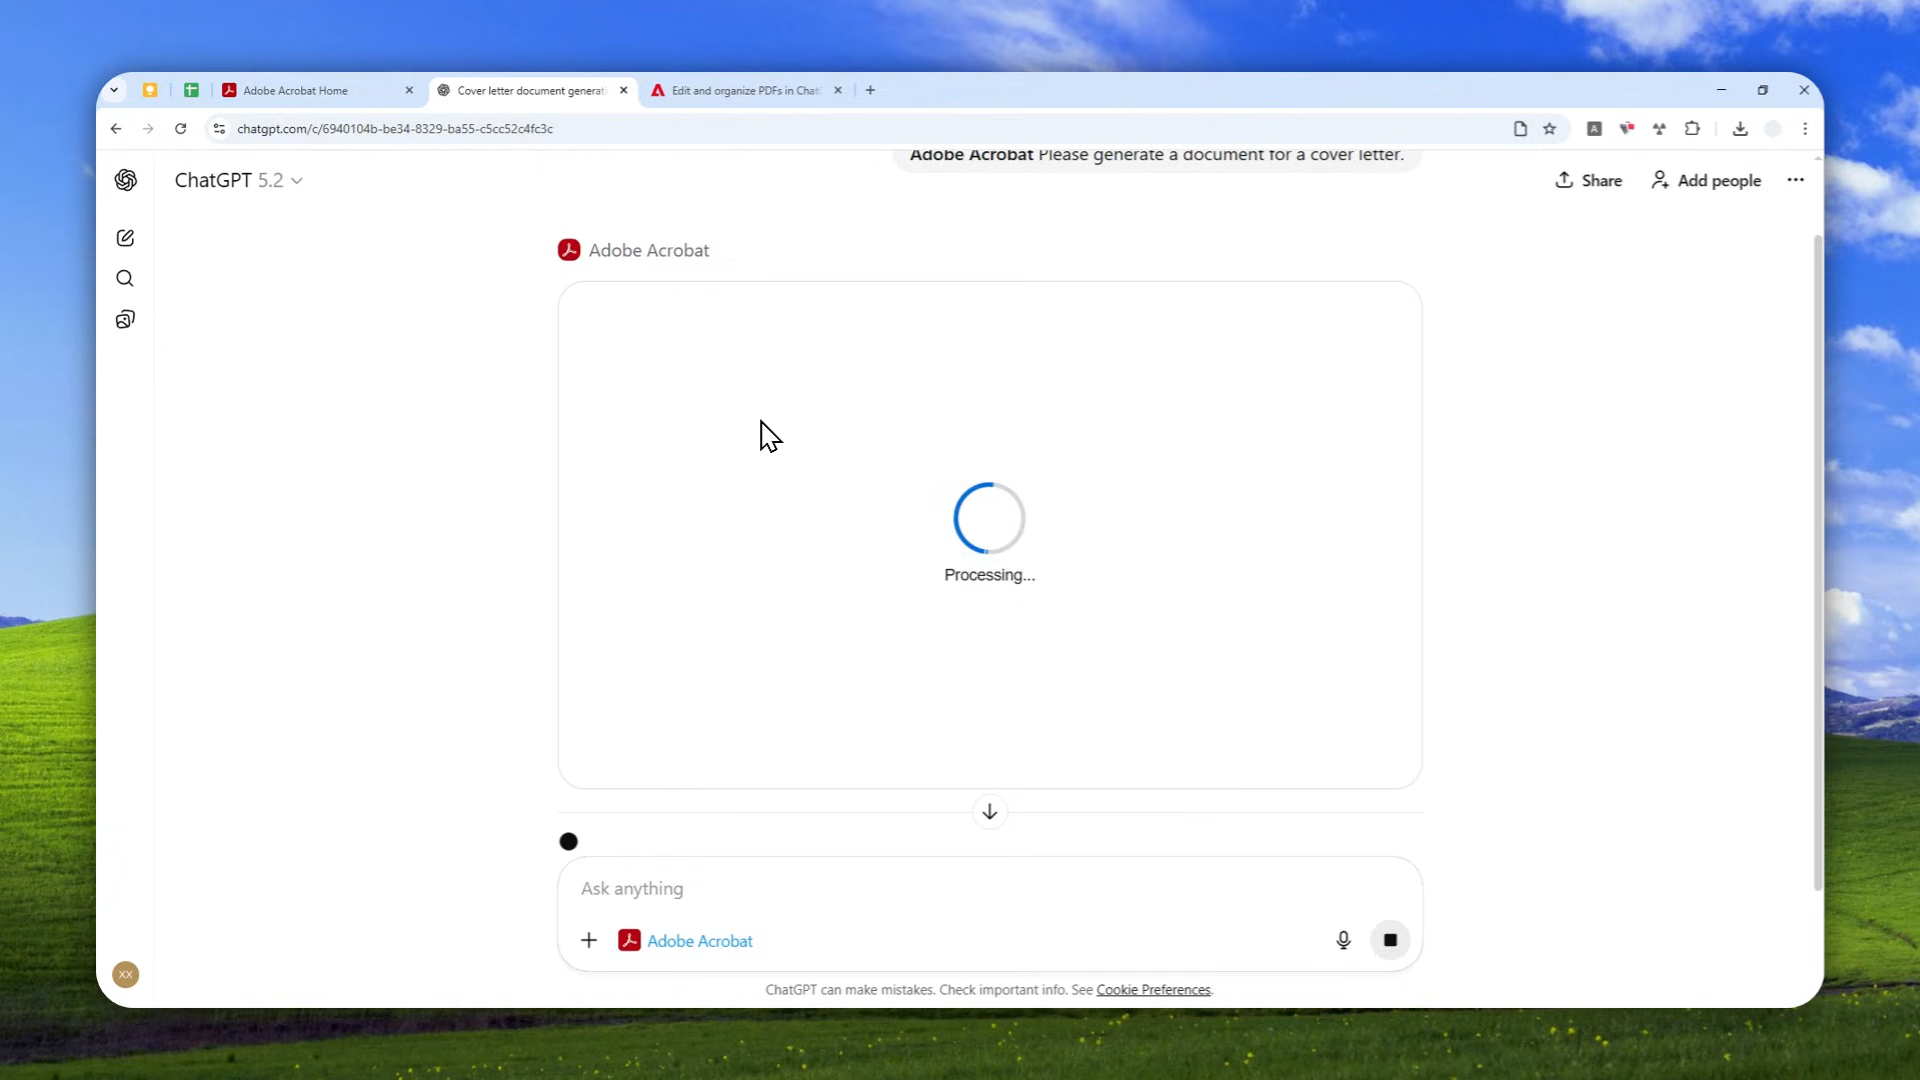 Adobe Acrobat Home
Cover letter document generati
Edit and organize PDFs in Chat
chatgpt.com/c/6940104b-be34-8329-ba55-c5cc52c4fc3c
Adobe Acrobat Please generate a document for a cover letter.
ChatGPT 5.2
Share
Add people
Adobe Acrobat
Processing...
Ask anything
Adobe Acrobat
XX
ChatGPT can make mistakes. Check important info. See Cookie Preferences.